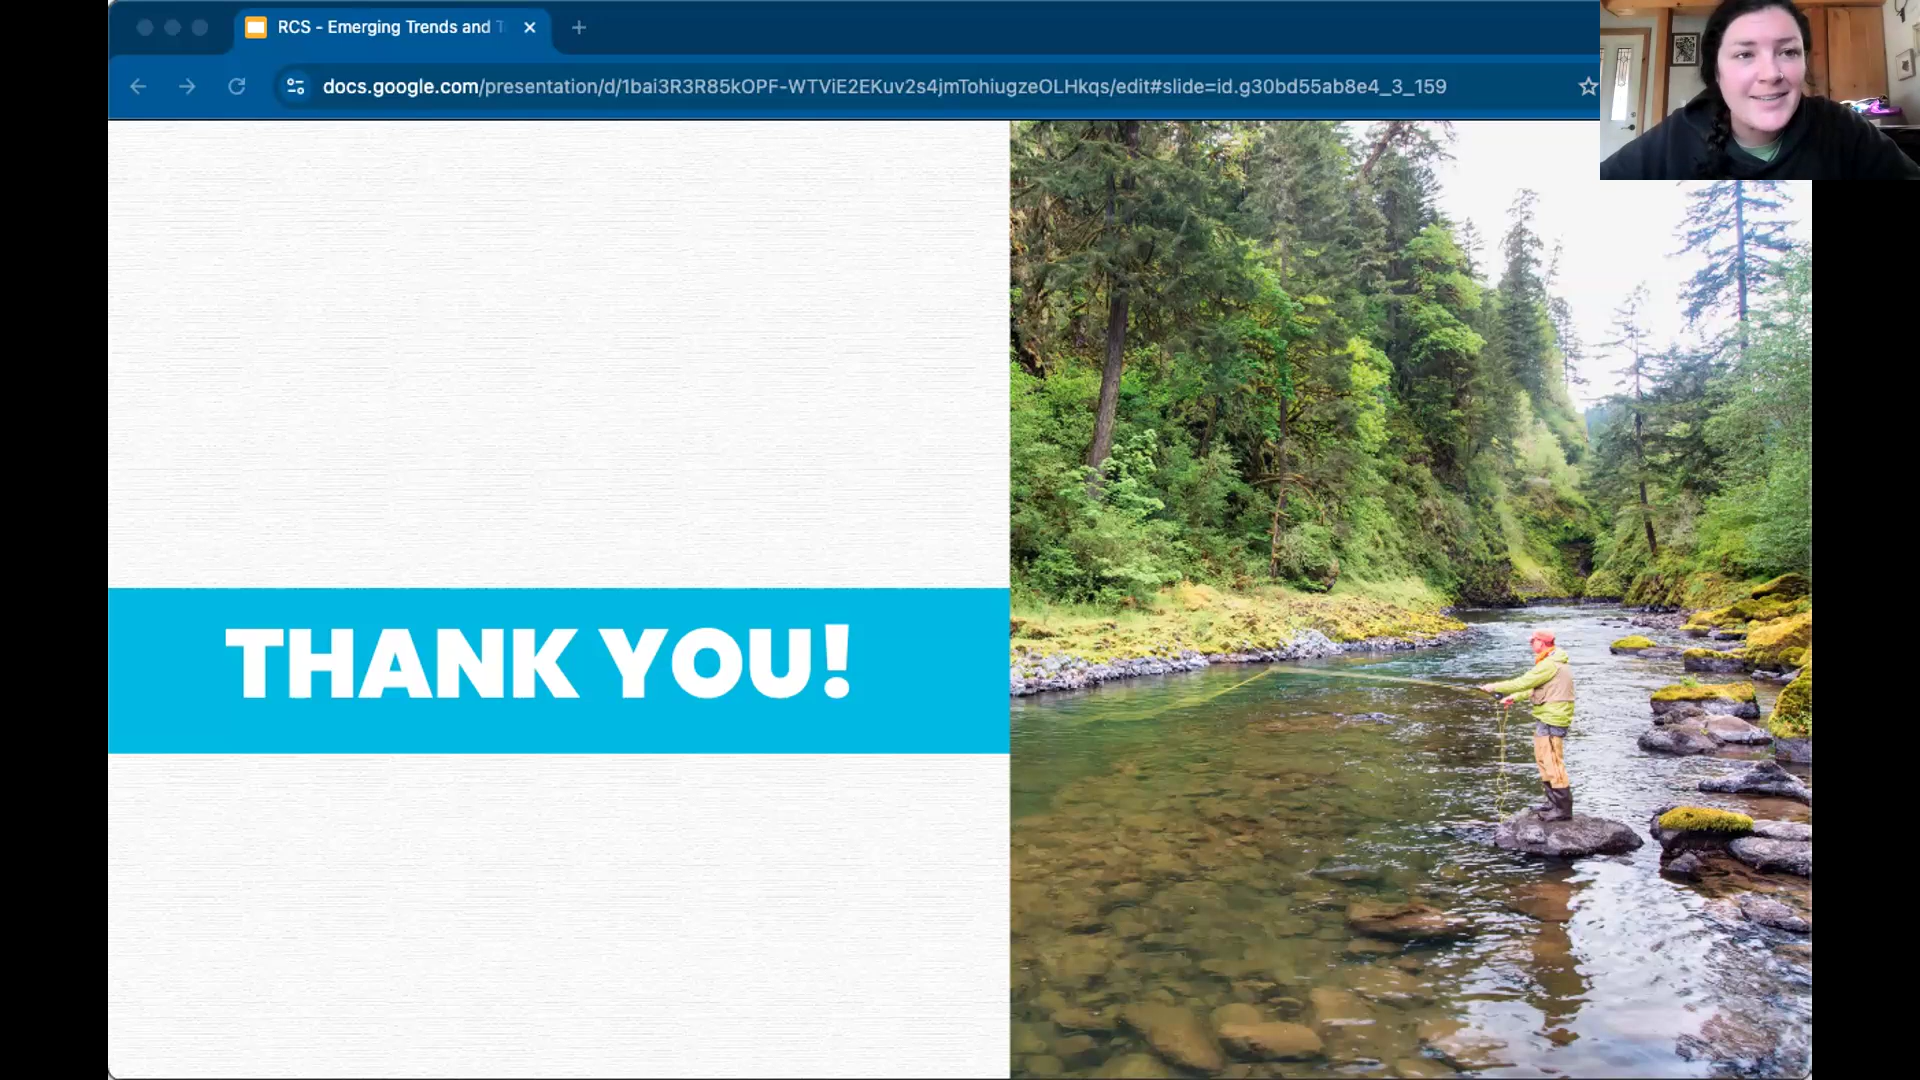 RCS - Emerging Trends and
docs.google.com/presentation/d/1bai3R3R85kOPF-WTViE2EKuv2s4jmTohiugzeOLHkqs/edit#slide=id.g30bd55ab8e4_3_159
THANK YOU!